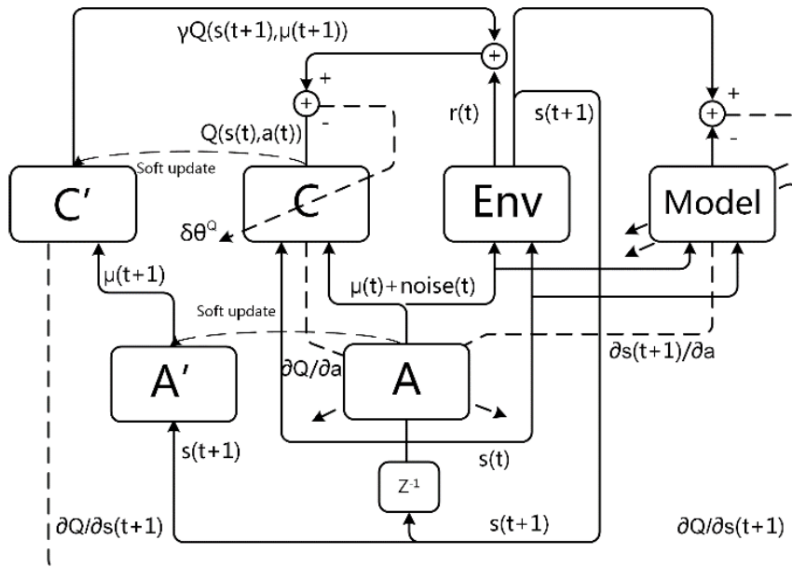 γQ(s(t+1),μ(t+1))
+
+
-
+
r(t)
s(t+1)
+
+
-
Q(s(t),a(t))
Soft update
C'
C
Env
Model
δθ^Q
μ(t+1)
μ(t)+noise(t)
Soft update
∂s(t+1)/∂a
∂Q/∂a
A'
A
s(t+1)
s(t)
Z⁻¹
∂Q/∂s(t+1)
s(t+1)
∂Q/∂s(t+1)